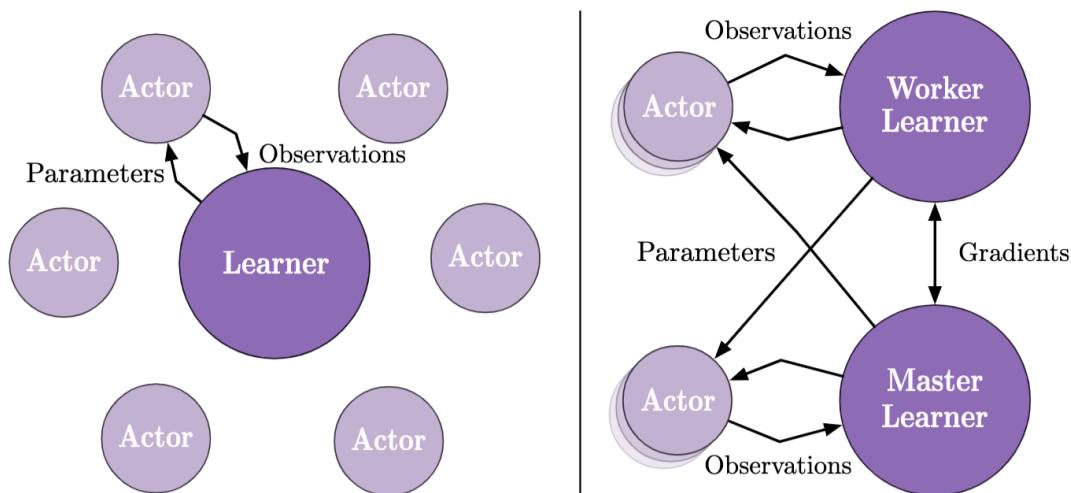 Actor
Actor
Observations
Parameters
Actor
Learner
Actor
Actor
Actor
Observations
Actor
Worker
Learner
Parameters
Gradients
Actor
Master
Learner
Observations